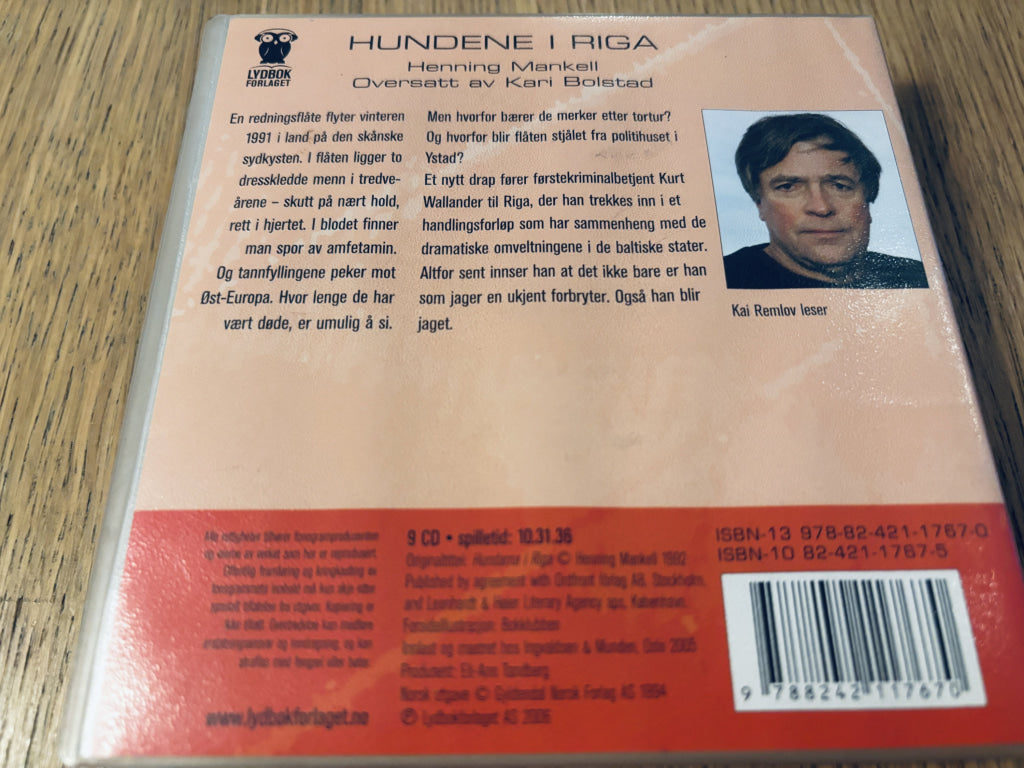 LYDBOK
FORLAGET
HUNDENE I RIGA
Henning Mankell
Oversatt av Kari Bolstad
En redningsflåte flyter vinteren
1991 i land på den skånske
sydkysten. I flåten ligger to
dresskledde menn i tredve-
årene – skutt på nært hold,
rett i hjertet. I blodet finner
man spor av amfetamin.
Og tannfyllingene peker mot
Øst-Europa. Hvor lenge de har
vært døde, er umulig å si.
Men hvorfor bærer de merker etter tortur?
Og hvorfor blir flåten stjålet fra politihuset i
Ystad?
Et nytt drap fører førstekriminalbetjent Kurt
Wallander til Riga, der han trekkes inn i et
handlingsforløp som har sammenheng med de
dramatiske omveltningene i de baltiske stater.
Altfor sent innser han at det ikke bare er han
som jager en ukjent forbryter. Også han blir
jaget.
Kai Remlov leser
www.lydbokforlaget.no
9 CD • spilletid: 10.31.36
Originaltittel: Hundarna i Riga © Henning Mankell 1992
Published by agreement with Ordfront förlag AB, Stockholm,
and Leonhardt & Høier Literary Agency aps, København.
Forsideillustrasjon: Bokklubben
Innlest og mastret hos Ingvaldsen & Munden, Oslo 2005
Produsent: Eli-Ann Tandberg
Norsk utgave © Gyldendal Norsk Forlag AS 1994
℗ Lydbokforlaget AS 2006
ISBN-13 978-82-421-1767-0
ISBN-10 82-421-1767-5
9 788242 117670